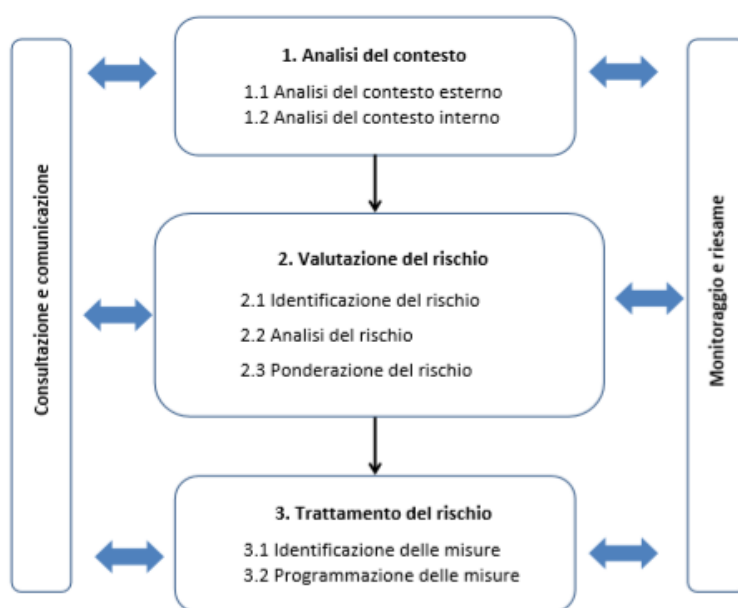 Consultazione e comunicazione
1. Analisi del contesto
1.1 Analisi del contesto esterno
1.2 Analisi del contesto interno
2. Valutazione del rischio
2.1 Identificazione del rischio
2.2 Analisi del rischio
2.3 Ponderazione del rischio
3. Trattamento del rischio
3.1 Identificazione delle misure
3.2 Programmazione delle misure
Monitoraggio e riesame